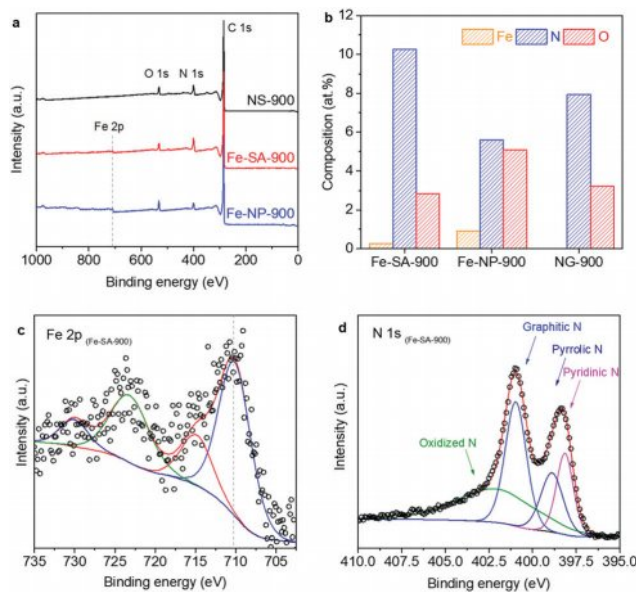 a
C 1s
O 1s N 1s
NS-900
Fe 2p
Fe-SA-900
Fe-NP-900
Intensity (a.u.)
1000 800 600 400 200 0
Binding energy (eV)
b
Fe N O
Composition (at.%)
12
10
8
6
4
2
0
Fe-SA-900 Fe-NP-900 NG-900
c
Fe 2p (Fe-SA-900)
Intensity (a.u.)
735 730 725 720 715 710 705
Binding energy (eV)
d
N 1s (Fe-SA-900)
Graphitic N
Pyrrolic N
Pyridinic N
Oxidized N
Intensity (a.u.)
410.0 407.5 405.0 402.5 400.0 397.5 395.0
Binding energy (eV)